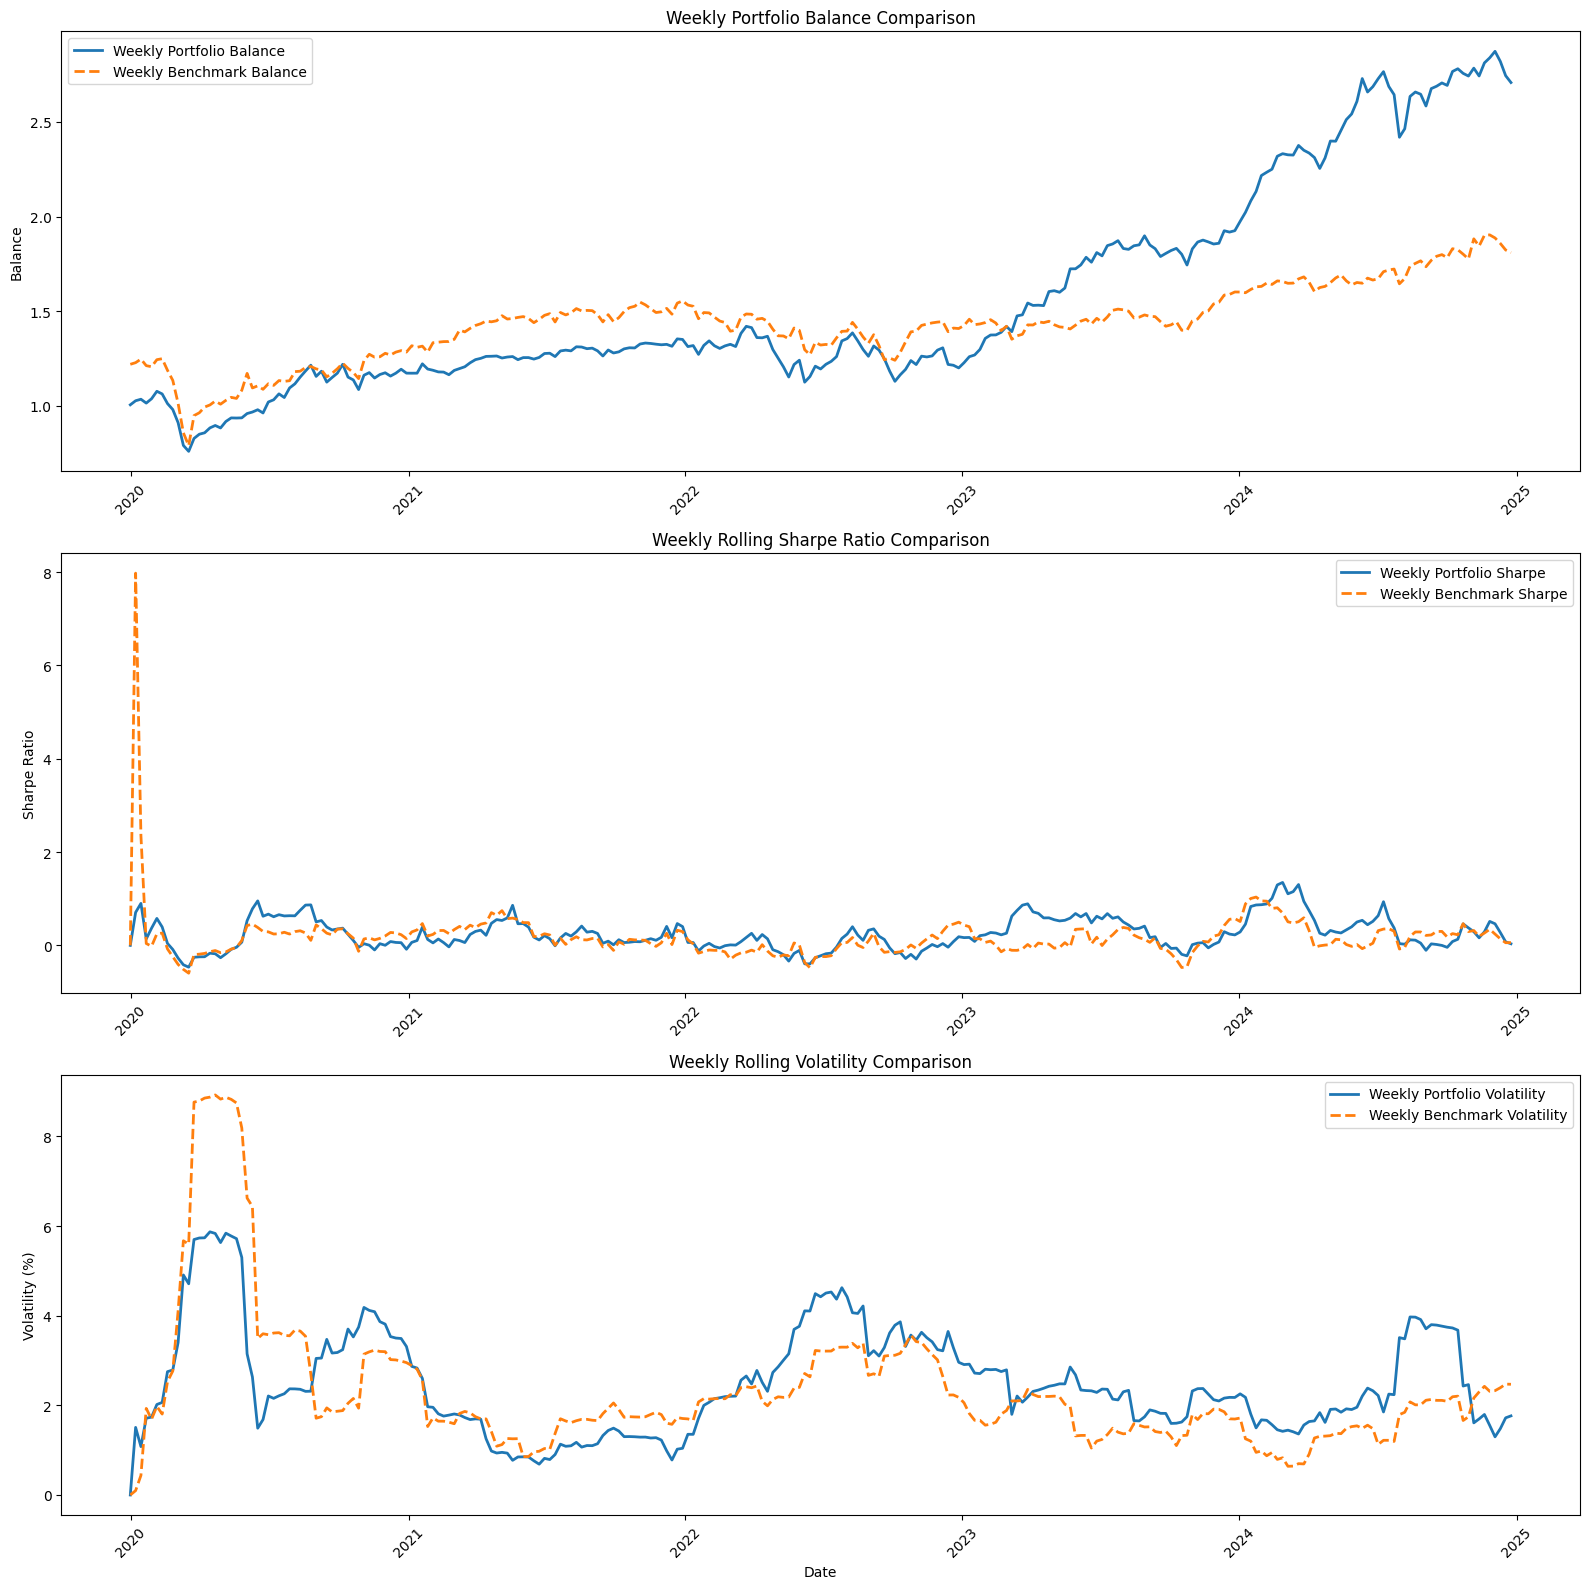 Weekly Portfolio Balance Comparison
Weekly Portfolio Balance
Weekly Benchmark Balance
Balance
2.5
2.0
1.5
1.0
2020
2021
2022
2023
2024
2025
Weekly Rolling Sharpe Ratio Comparison
Weekly Portfolio Sharpe
Weekly Benchmark Sharpe
Sharpe Ratio
8
6
4
2
0
2020
2021
2022
2023
2024
2025
Weekly Rolling Volatility Comparison
Weekly Portfolio Volatility
Weekly Benchmark Volatility
Volatility (%)
8
6
4
2
0
2020
2021
2022
2023
2024
2025
Date